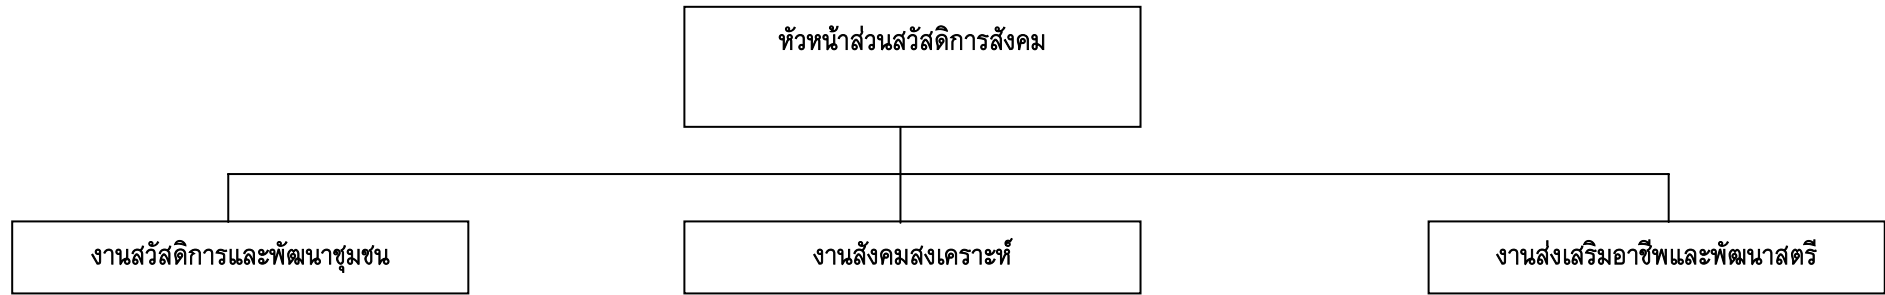 หัวหน้าส่วนสวัสดิการสังคม
งานสวัสดิการและพัฒนาชุมชน
งานสังคมสงเคราะห์
งานส่งเสริมอาชีพและพัฒนาสตรี